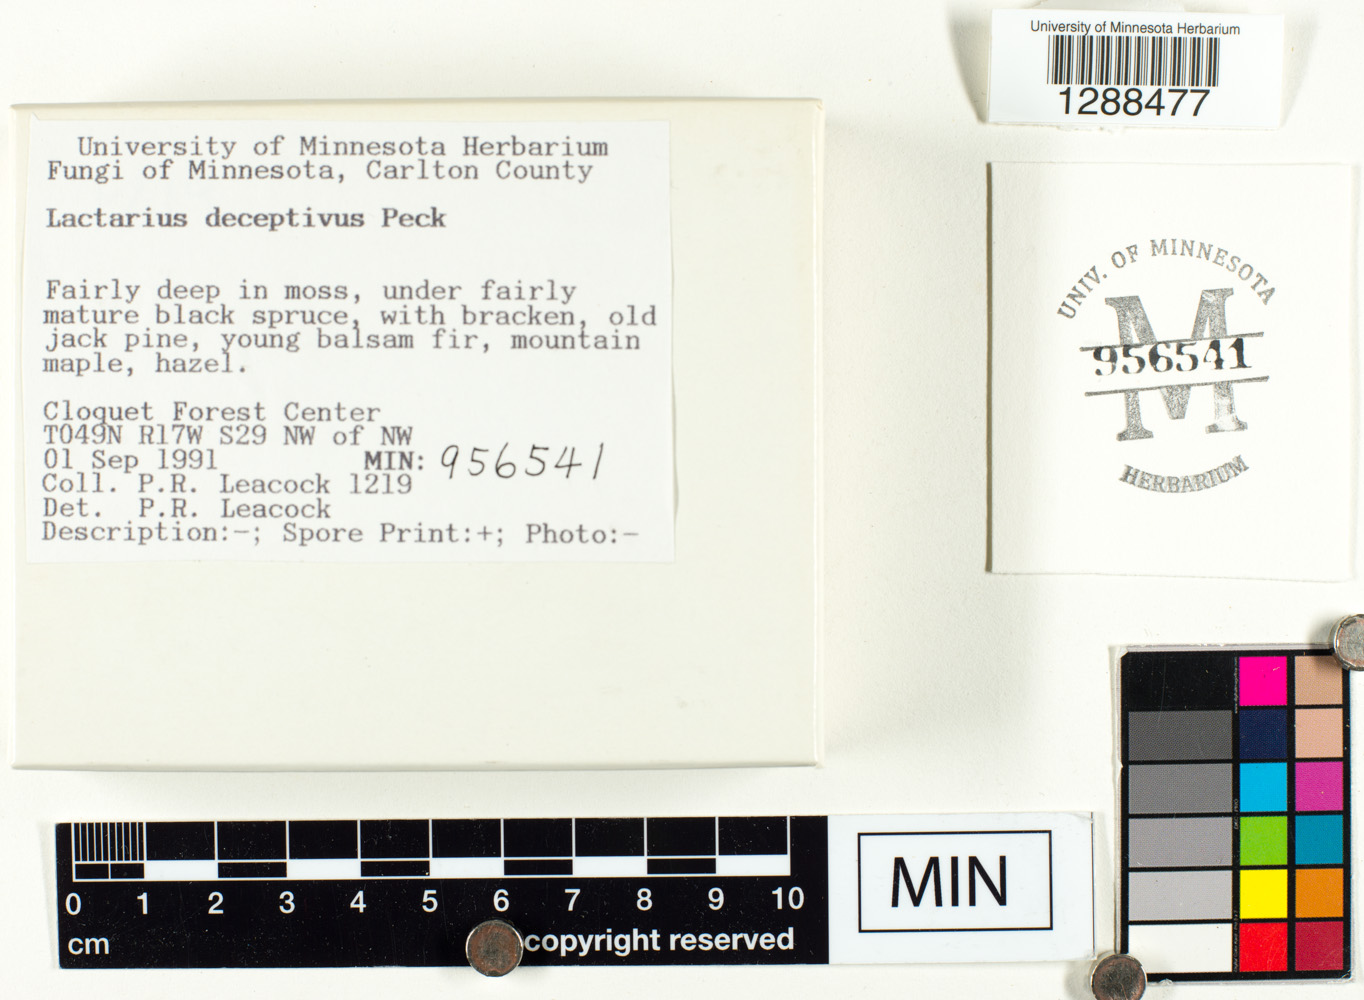 University of Minnesota Herbarium
1288477
University of Minnesota Herbarium
Fungi of Minnesota, Carlton County
Lactarius deceptivus Peck
Fairly deep in moss, under fairly
mature black spruce, with bracken, old
jack pine, young balsam fir, mountain
maple, hazel.
Cloquet Forest Center
T049N R17W S29 NW of NW
01 Sep 1991 MIN: 956541
Coll. P.R. Leacock 1219
Det. P.R. Leacock
Description:-; Spore Print:+; Photo:-
UNIV. OF MINNESOTA
M
956541
HERBARIUM
0 1 2 3 4 5 6 7 8 9 10
cm
copyright reserved
MIN